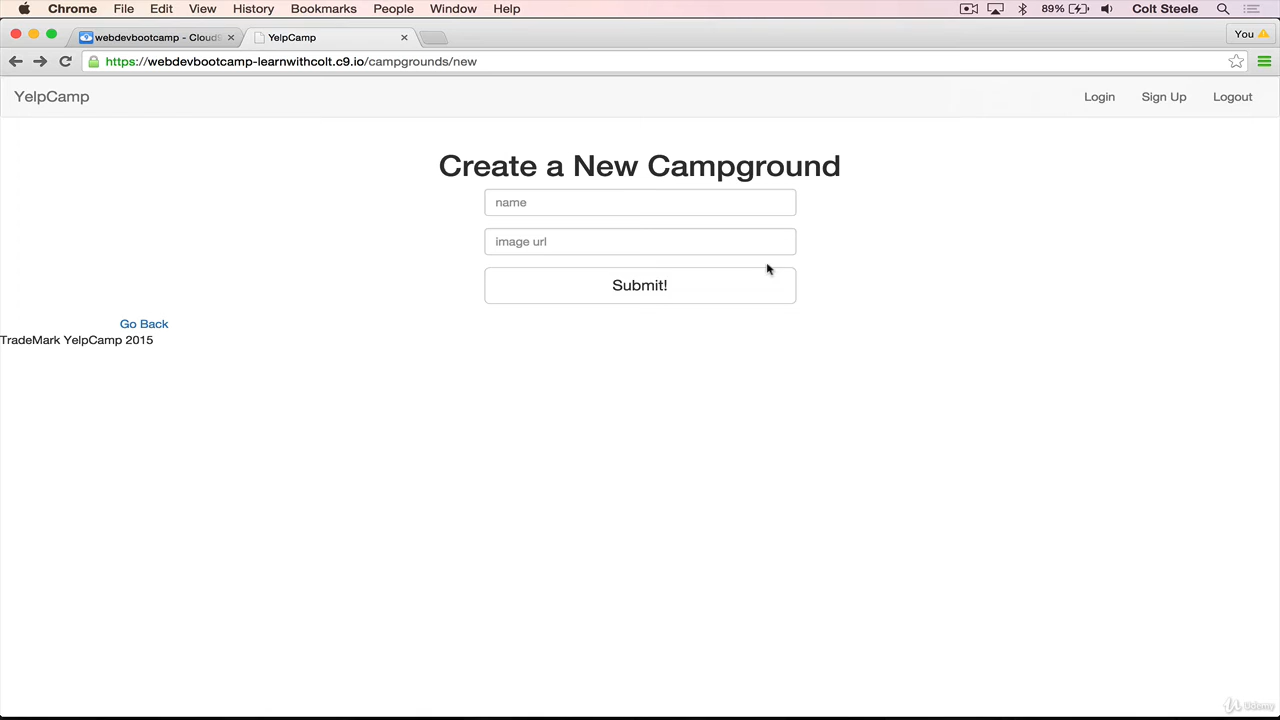 Chrome File Edit View History Bookmarks People Window Help 89% Colt Steele
webdevbootcamp - Cloud9 YelpCamp You
https://webdevbootcamp-learnwithcolt.c9.io/campgrounds/new
YelpCamp Login Sign Up Logout
Create a New Campground
name
image url
Submit!
Go Back
TradeMark YelpCamp 2015
Udemy